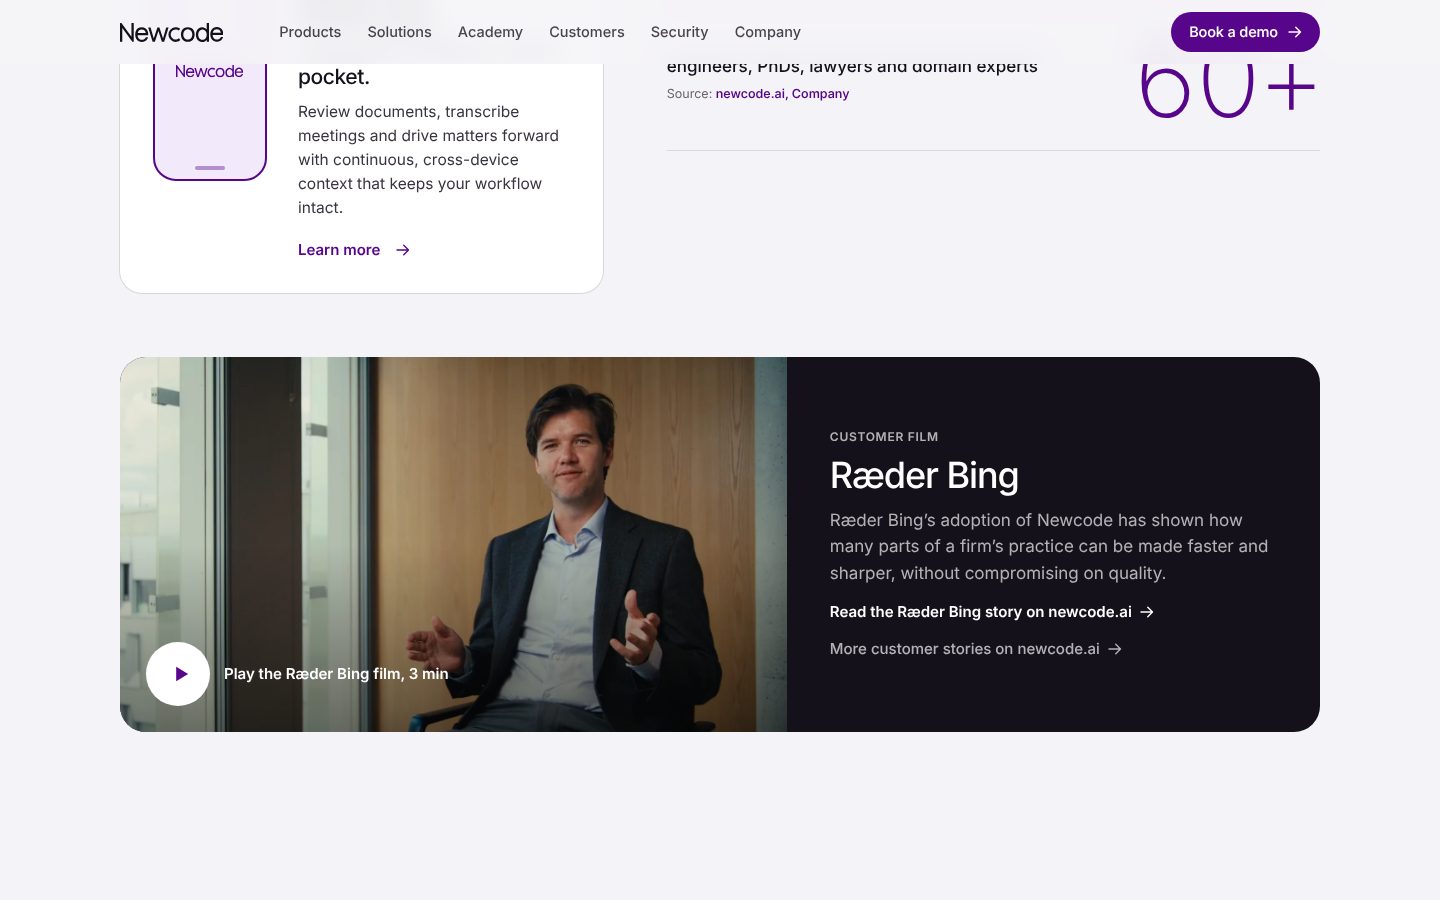 Newcode
Products
Solutions
Academy
Customers
Security
Company
Book a demo
Newcode
pocket.
Review documents, transcribe
meetings and drive matters forward
with continuous, cross-device
context that keeps your workflow
intact.
Learn more
engineers, PhDs, lawyers and domain experts
Source: newcode.ai, Company
60+
Play the Ræder Bing film, 3 min
CUSTOMER FILM
Ræder Bing
Ræder Bing’s adoption of Newcode has shown how
many parts of a firm’s practice can be made faster and
sharper, without compromising on quality.
Read the Ræder Bing story on newcode.ai
More customer stories on newcode.ai